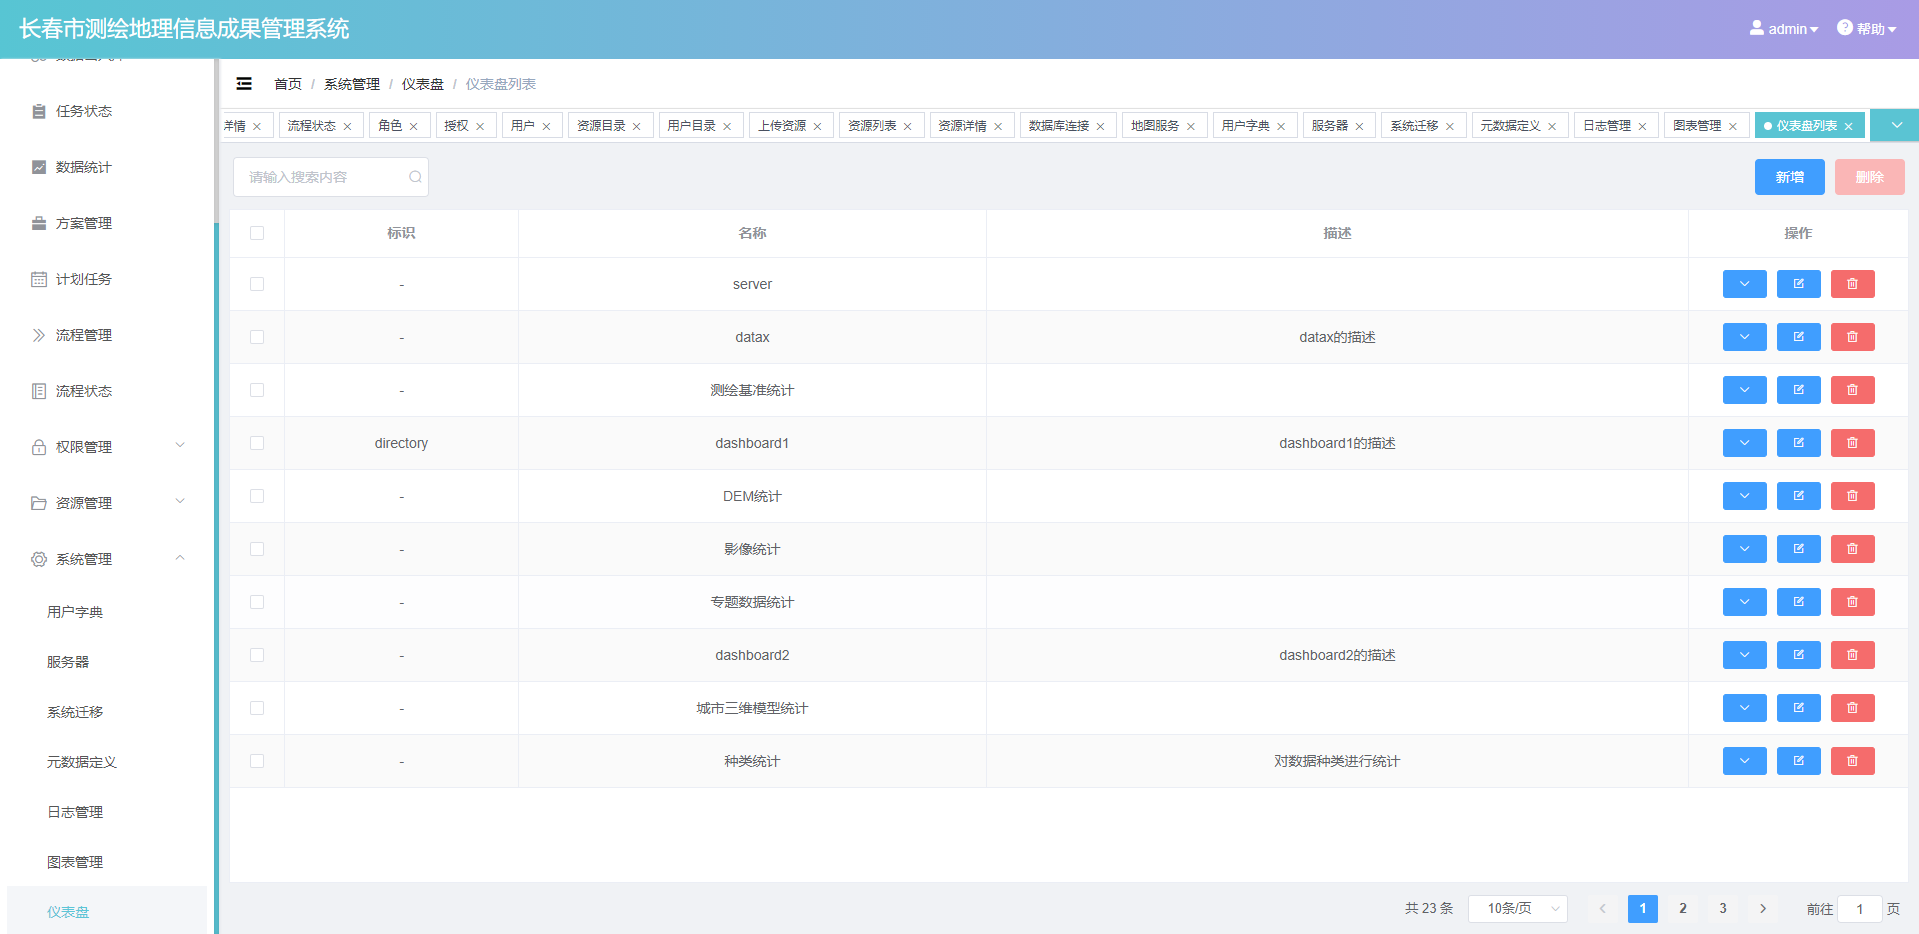 长春市测绘地理信息成果管理系统
admin
帮助
任务状态
数据统计
方案管理
计划任务
流程管理
流程状态
权限管理
资源管理
系统管理
用户字典
服务器
系统迁移
元数据定义
日志管理
图表管理
仪表盘
首页 / 系统管理 / 仪表盘 / 仪表盘列表
详情 流程状态 角色 授权 用户 资源目录 用户目录 上传资源 资源列表 资源详情 数据库连接 地图服务 用户字典 服务器 系统迁移 元数据定义 日志管理 图表管理 仪表盘列表
请输入搜索内容
新增
删除
标识 名称 描述 操作
- server
- datax datax的描述
- 测绘基准统计
directory dashboard1 dashboard1的描述
- DEM统计
- 影像统计
- 专题数据统计
- dashboard2 dashboard2的描述
- 城市三维模型统计
- 种类统计 对数据种类进行统计
共 23 条 10条/页 1 2 3 前往 1 页